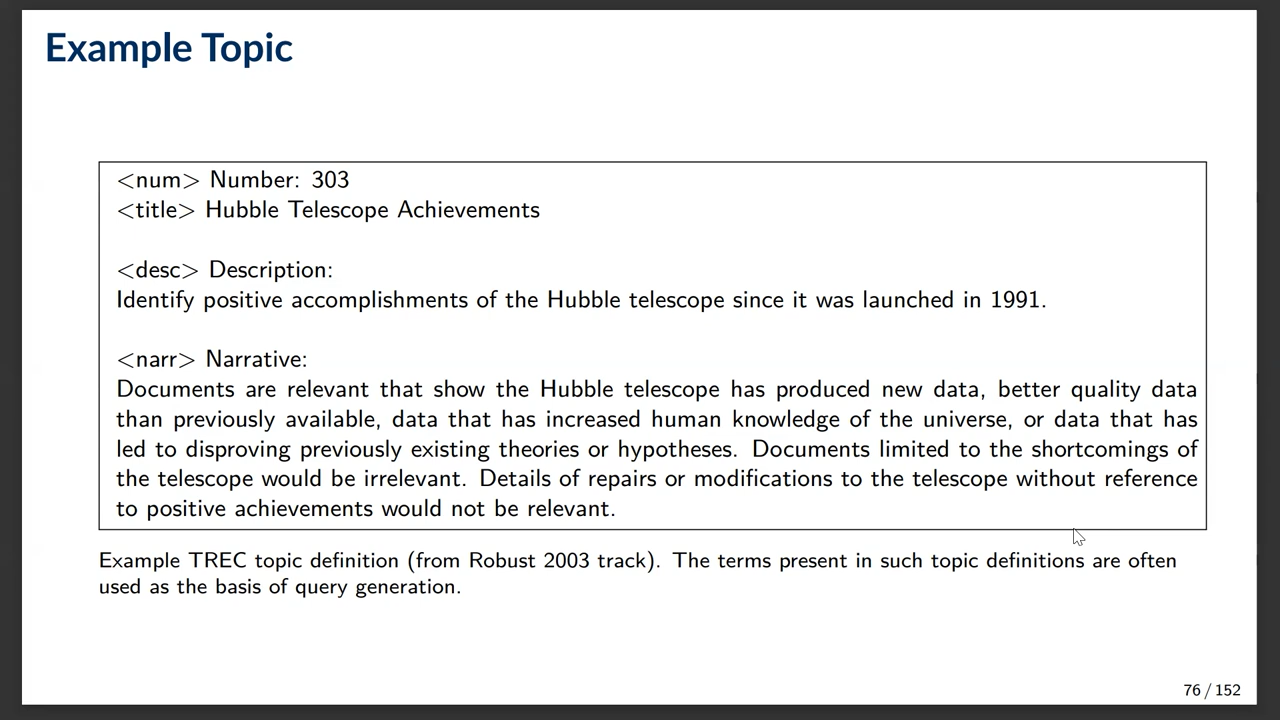 Example Topic
<num> Number: 303
<title> Hubble Telescope Achievements
<desc> Description:
Identify positive accomplishments of the Hubble telescope since it was launched in 1991.
<narr> Narrative:
Documents are relevant that show the Hubble telescope has produced new data, better quality data
than previously available, data that has increased human knowledge of the universe, or data that has
led to disproving previously existing theories or hypotheses. Documents limited to the shortcomings of
the telescope would be irrelevant. Details of repairs or modifications to the telescope without reference
to positive achievements would not be relevant.
Example TREC topic definition (from Robust 2003 track). The terms present in such topic definitions are often
used as the basis of query generation.
76 / 152